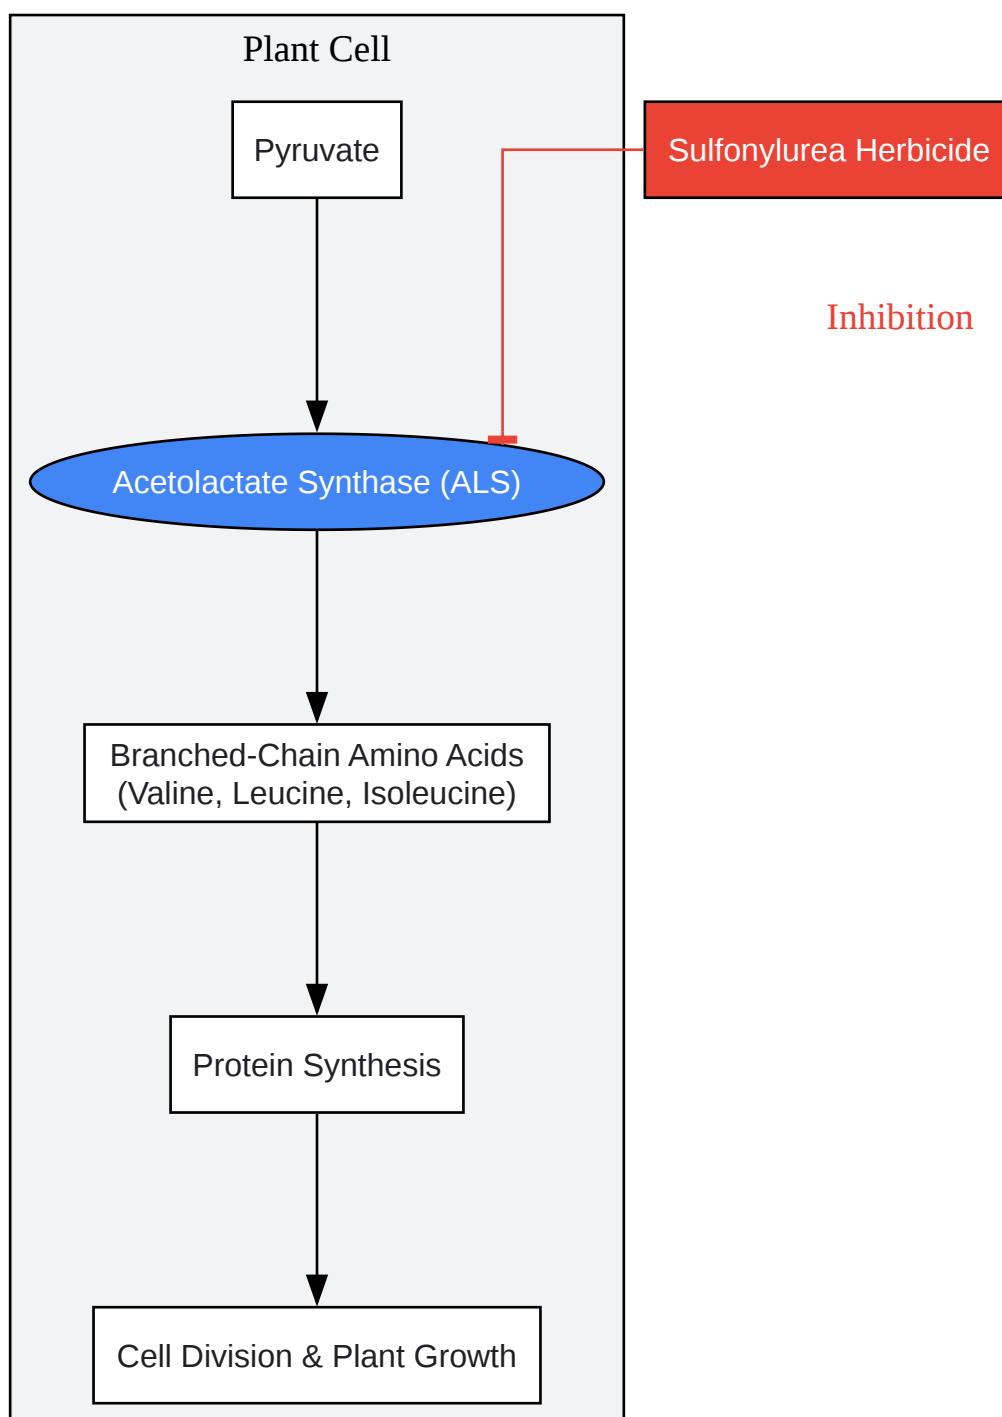 Plant Cell
Pyruvate
Sulfonylurea Herbicide
Inhibition
Acetolactate Synthase (ALS)
Branched-Chain Amino Acids
(Valine, Leucine, Isoleucine)
Protein Synthesis
Cell Division & Plant Growth